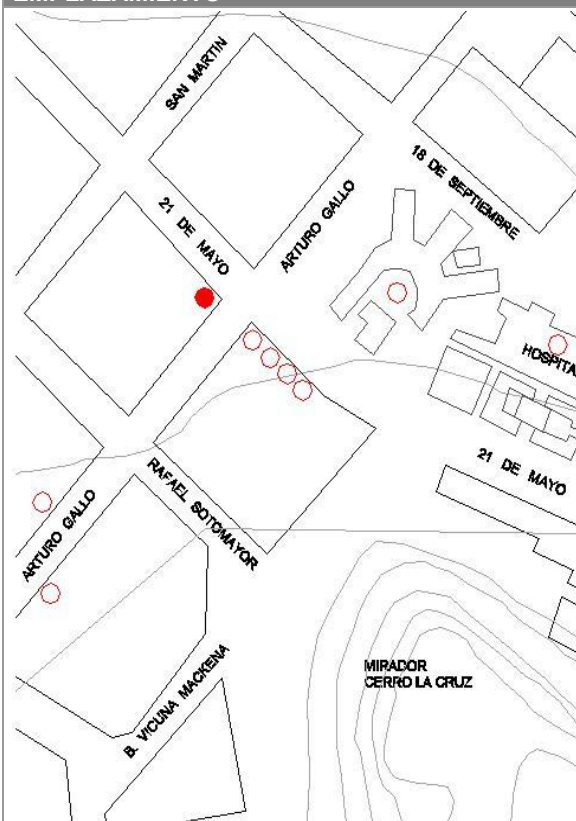 SAN MARTIN
18 DE SEPTIEMBRE
21 DE MAYO
ARTURO GALLO
HOSPITA
21 DE MAYO
RAFAEL SOTOMAYOR
ARTURO GALLO
MIRADOR
CERRO LA CRUZ
B. VICUNA MACKENA